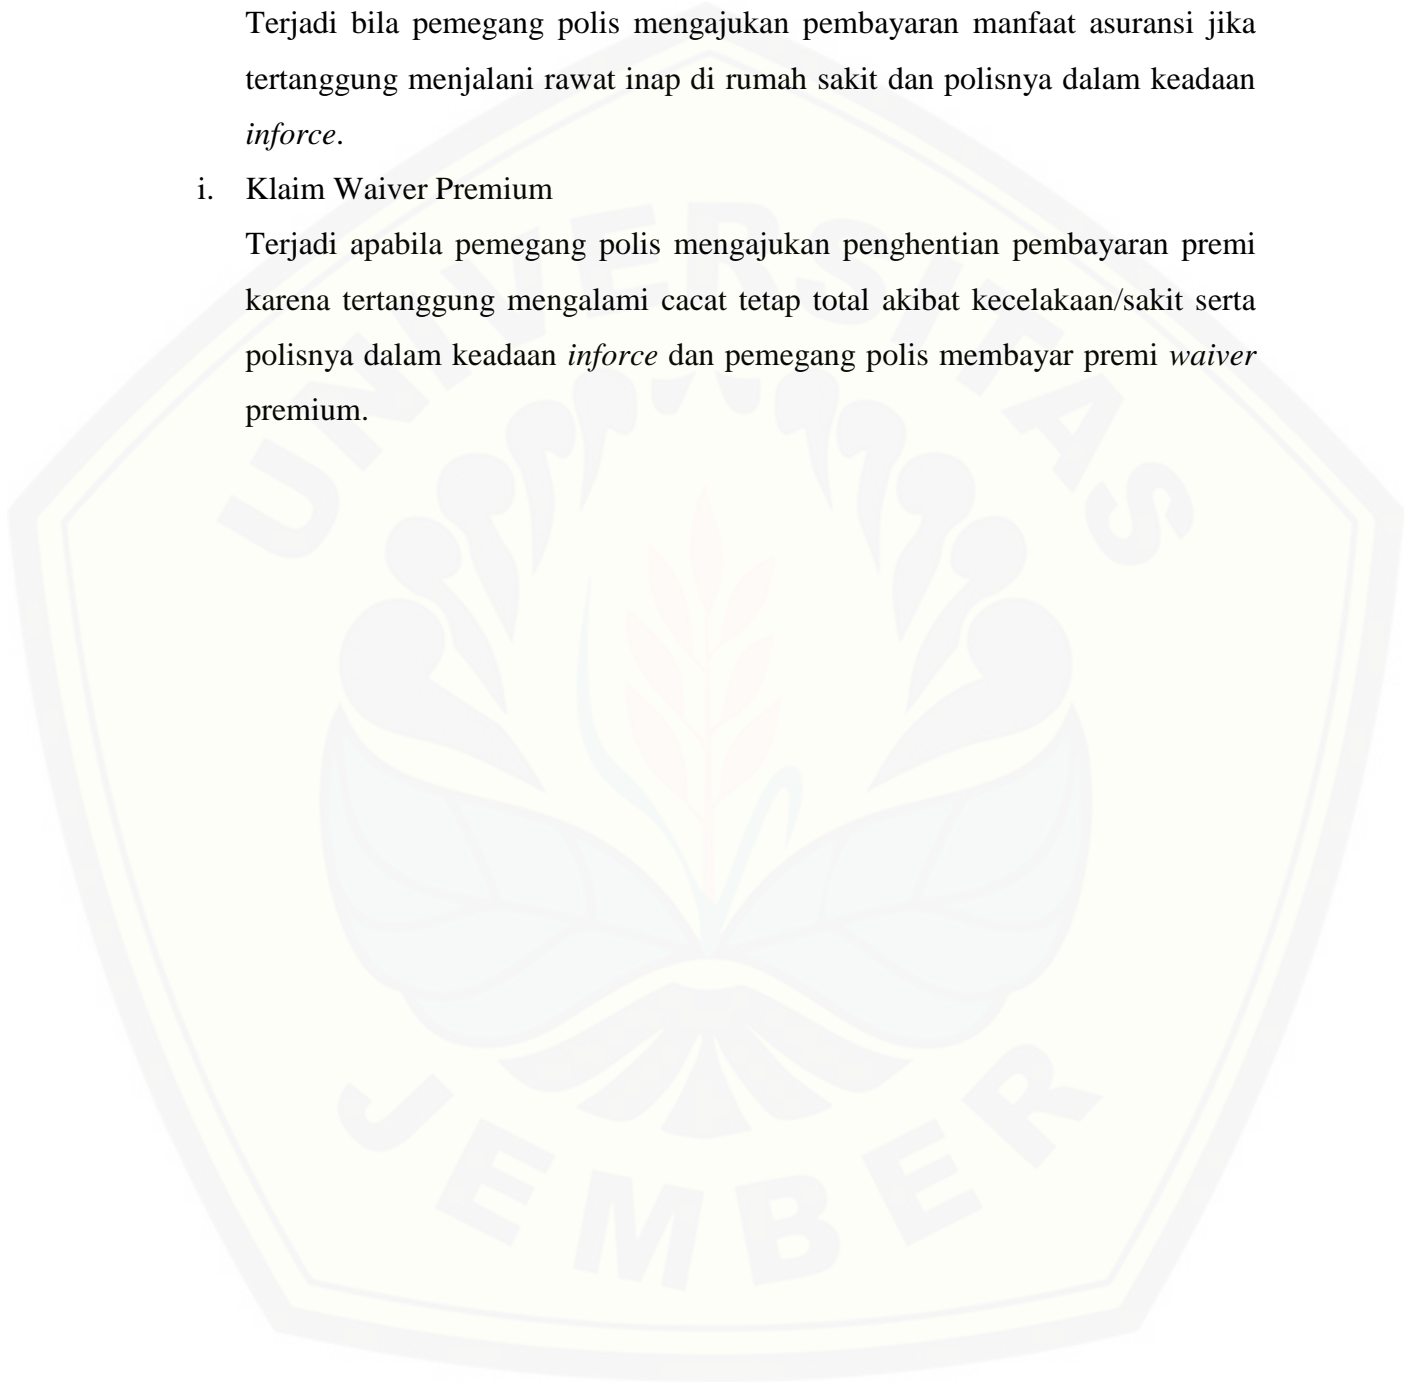 Terjadi bila pemegang polis mengajukan pembayaran manfaat asuransi jika
tertanggung menjalani rawat inap di rumah sakit dan polisnya dalam keadaan
inforce.
i. Klaim Waiver Premium
Terjadi apabila pemegang polis mengajukan penghentian pembayaran premi
karena tertanggung mengalami cacat tetap total akibat kecelakaan/sakit serta
polisnya dalam keadaan inforce dan pemegang polis membayar premi waiver
premium.
UNIVERSITAS
JEMBER